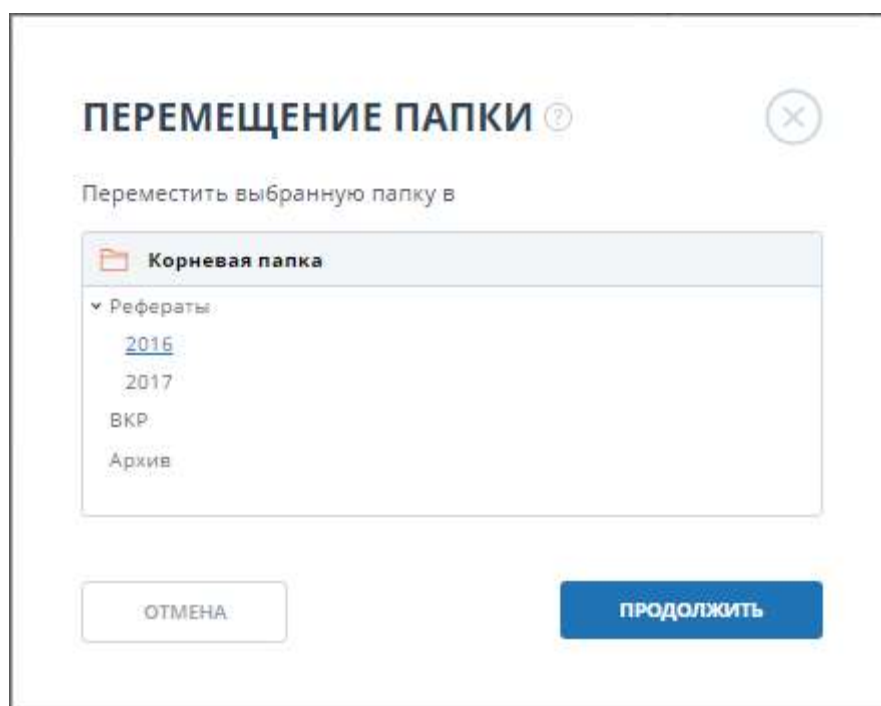 ПЕРЕМЕЩЕНИЕ ПАПКИ ?
Переместить выбранную папку в
Корневая папка
Рефераты
2016
2017
ВКР
Архив
ОТМЕНА
ПРОДОЛЖИТЬ